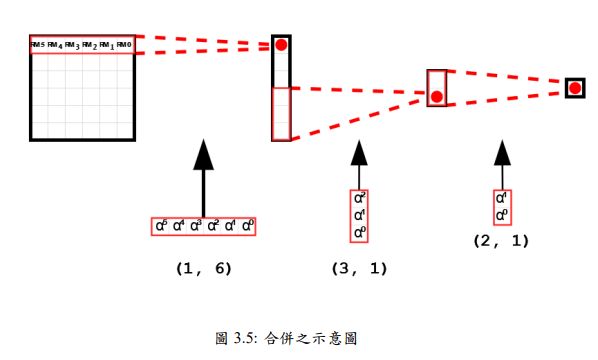 RM5 RM4 RM3 RM2 RM1 RM0
α5 α4 α3 α2 α1 α0
α2
α1
α0
α1
α0
(1, 6)
(3, 1)
(2, 1)
圖 3.5: 合併之示意圖